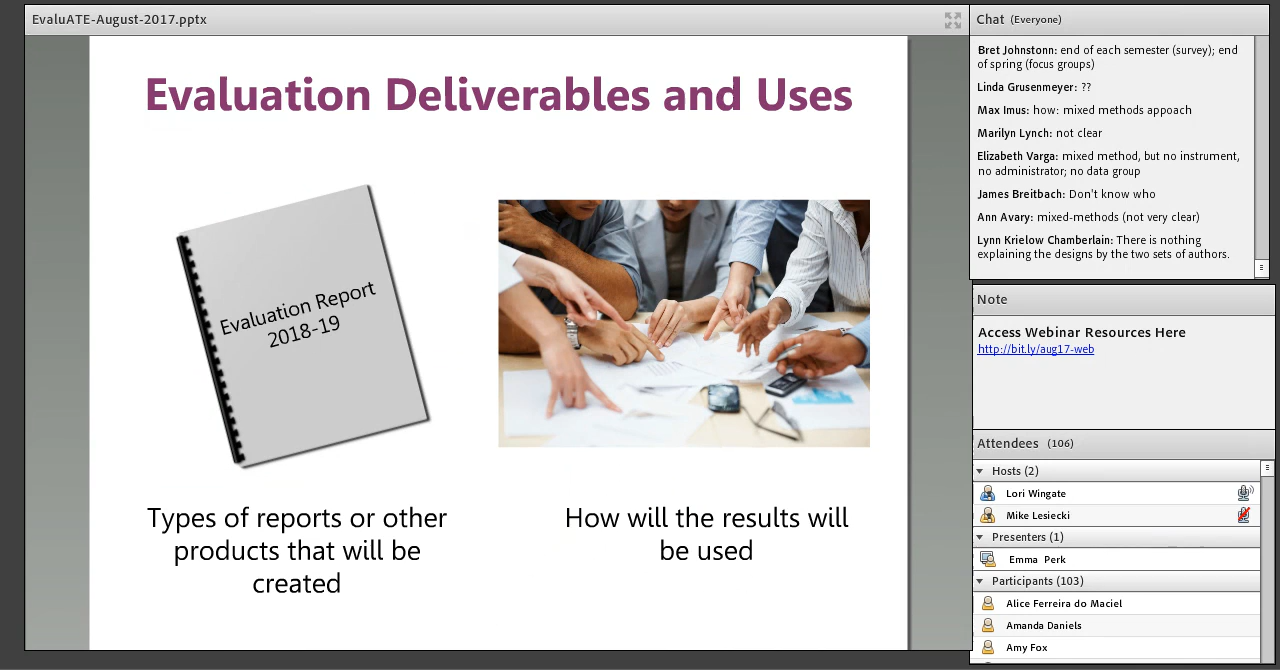 EvaluATE-August-2017.pptx
Evaluation Deliverables and Uses
Evaluation Report
2018-19
Types of reports or other
products that will be
created
How will the results will
be used
Chat (Everyone)
Bret Johnstonn: end of each semester (survey); end
of spring (focus groups)
Linda Grusenmeyer: ??
Max Imus: how: mixed methods appoach
Marilyn Lynch: not clear
Elizabeth Varga: mixed method, but no instrument,
no administrator; no data group
James Breitbach: Don't know who
Ann Avary: mixed-methods (not very clear)
Lynn Krielow Chamberlain: There is nothing
explaining the designs by the two sets of authors.
Note
Access Webinar Resources Here
http://bit.ly/aug17-web
Attendees (106)
Hosts (2)
Lori Wingate
Mike Lesiecki
Presenters (1)
Emma Perk
Participants (103)
Alice Ferreira do Maciel
Amanda Daniels
Amy Fox